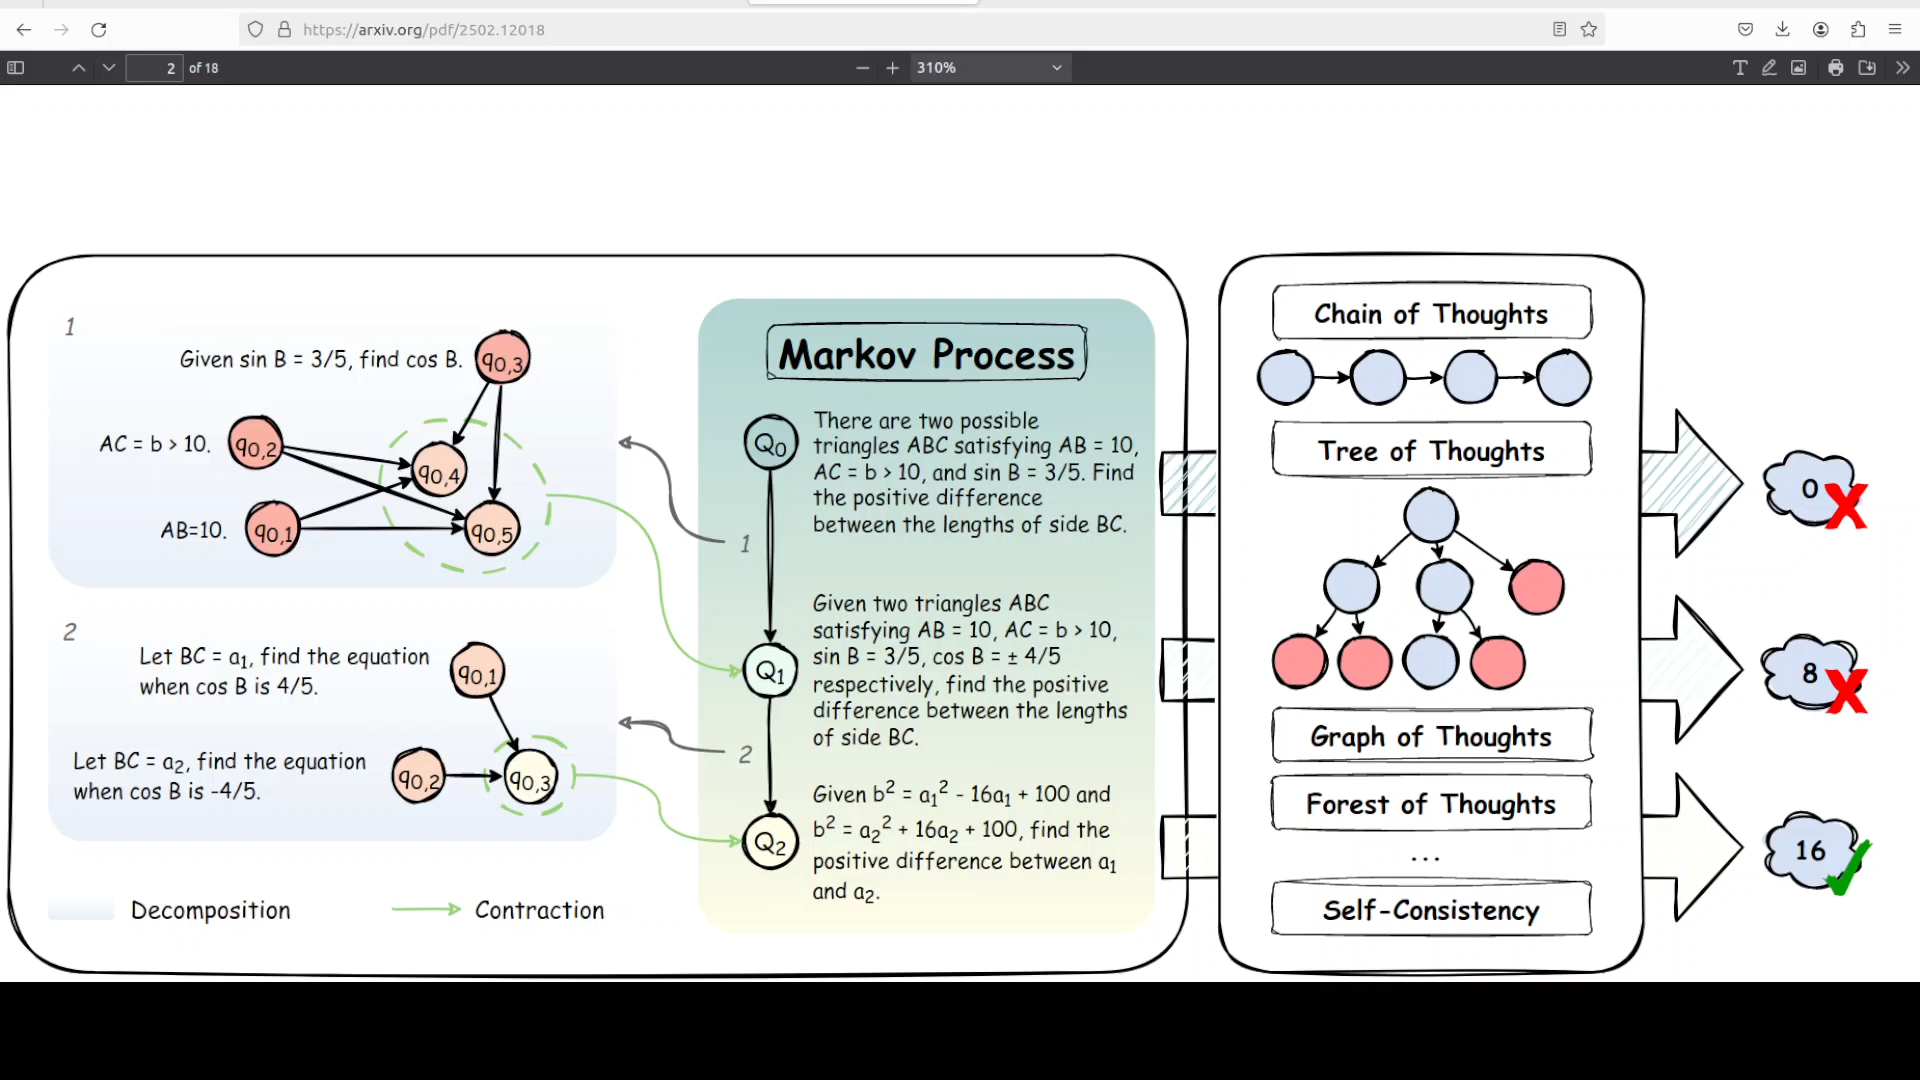 https://arxiv.org/pdf/2502.12018
2 of 18
310%
1
Given sin B = 3/5, find cos B.
q0,3
AC = b > 10.
q0,2
q0,4
AB=10.
q0,1
q0,5
2
Let BC = a1, find the equation
when cos B is 4/5.
q0,1
Let BC = a2, find the equation
when cos B is -4/5.
q0,2
q0,3
Decomposition
Contraction
Markov Process
Q0
There are two possible
triangles ABC satisfying AB = 10,
AC = b > 10, and sin B = 3/5. Find
the positive difference
between the lengths of side BC.
1
Q1
Given two triangles ABC
satisfying AB = 10, AC = b > 10,
sin B = 3/5, cos B = ± 4/5
respectively, find the positive
difference between the lengths
of side BC.
2
Q2
Given b² = a1² - 16a1 + 100 and
b² = a2² + 16a2 + 100, find the
positive difference between a1
and a2.
Chain of Thoughts
Tree of Thoughts
Graph of Thoughts
Forest of Thoughts
...
Self-Consistency
0
8
16